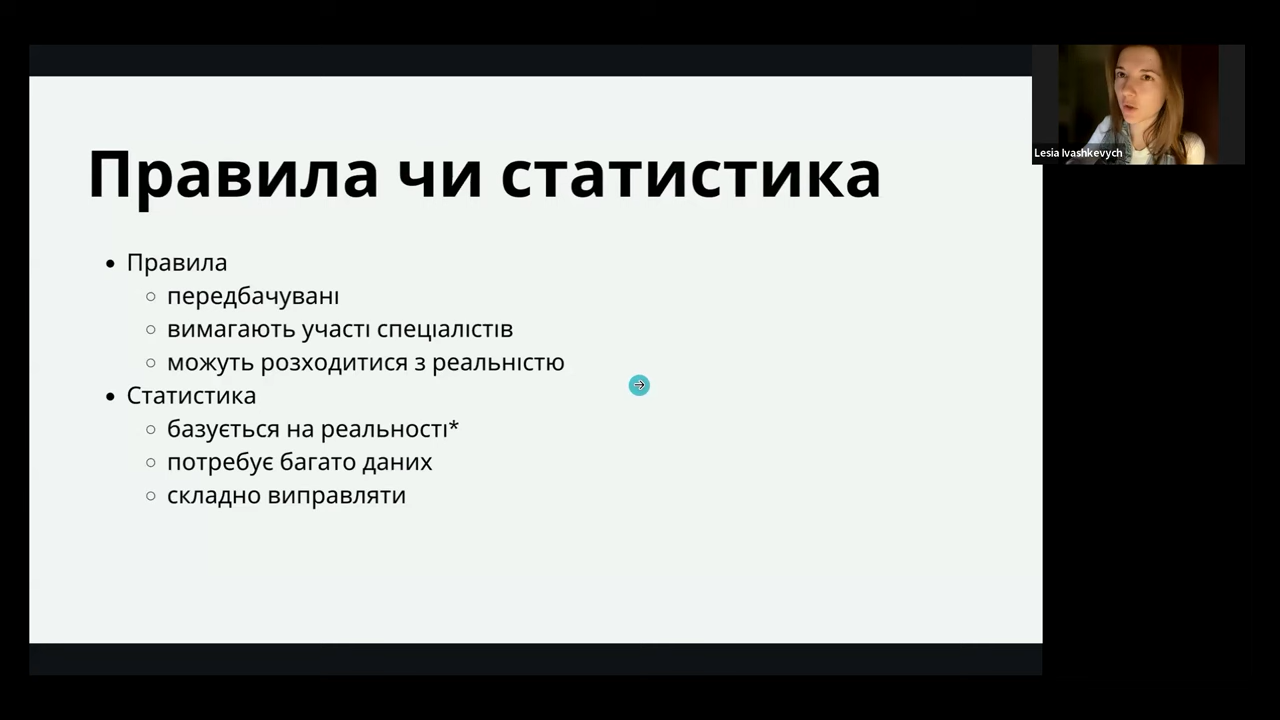 Правила чи статистика
Правила
передбачувані
вимагають участі спеціалістів
можуть розходитися з реальністю
Статистика
базується на реальності*
потребує багато даних
складно виправляти
Lesia Ivashkevych